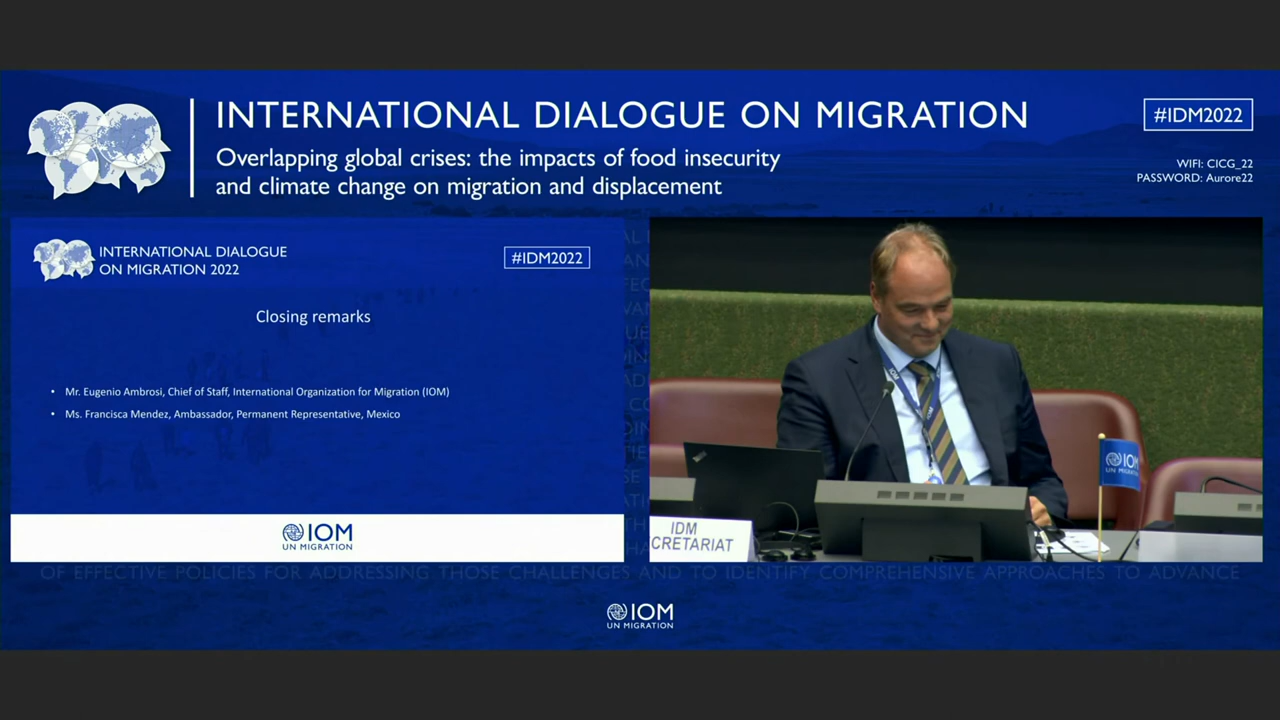 INTERNATIONAL DIALOGUE ON MIGRATION
Overlapping global crises: the impacts of food insecurity
and climate change on migration and displacement
#IDM2022
WIFI: CICG_22
PASSWORD: Aurore22
INTERNATIONAL DIALOGUE
ON MIGRATION 2022
#IDM2022
Closing remarks
• Mr. Eugenio Ambrosi, Chief of Staff, International Organization for Migration (IOM)
• Ms. Francisca Mendez, Ambassador, Permanent Representative, Mexico
IOM
UN MIGRATION
IOM
IDM
CRETARIAT
OF EFFECTIVE POLICIES FOR ADDRESSING THOSE CHALLENGES AND TO IDENTIFY COMPREHENSIVE APPROACHES TO ADVANCE
IOM
UN MIGRATION